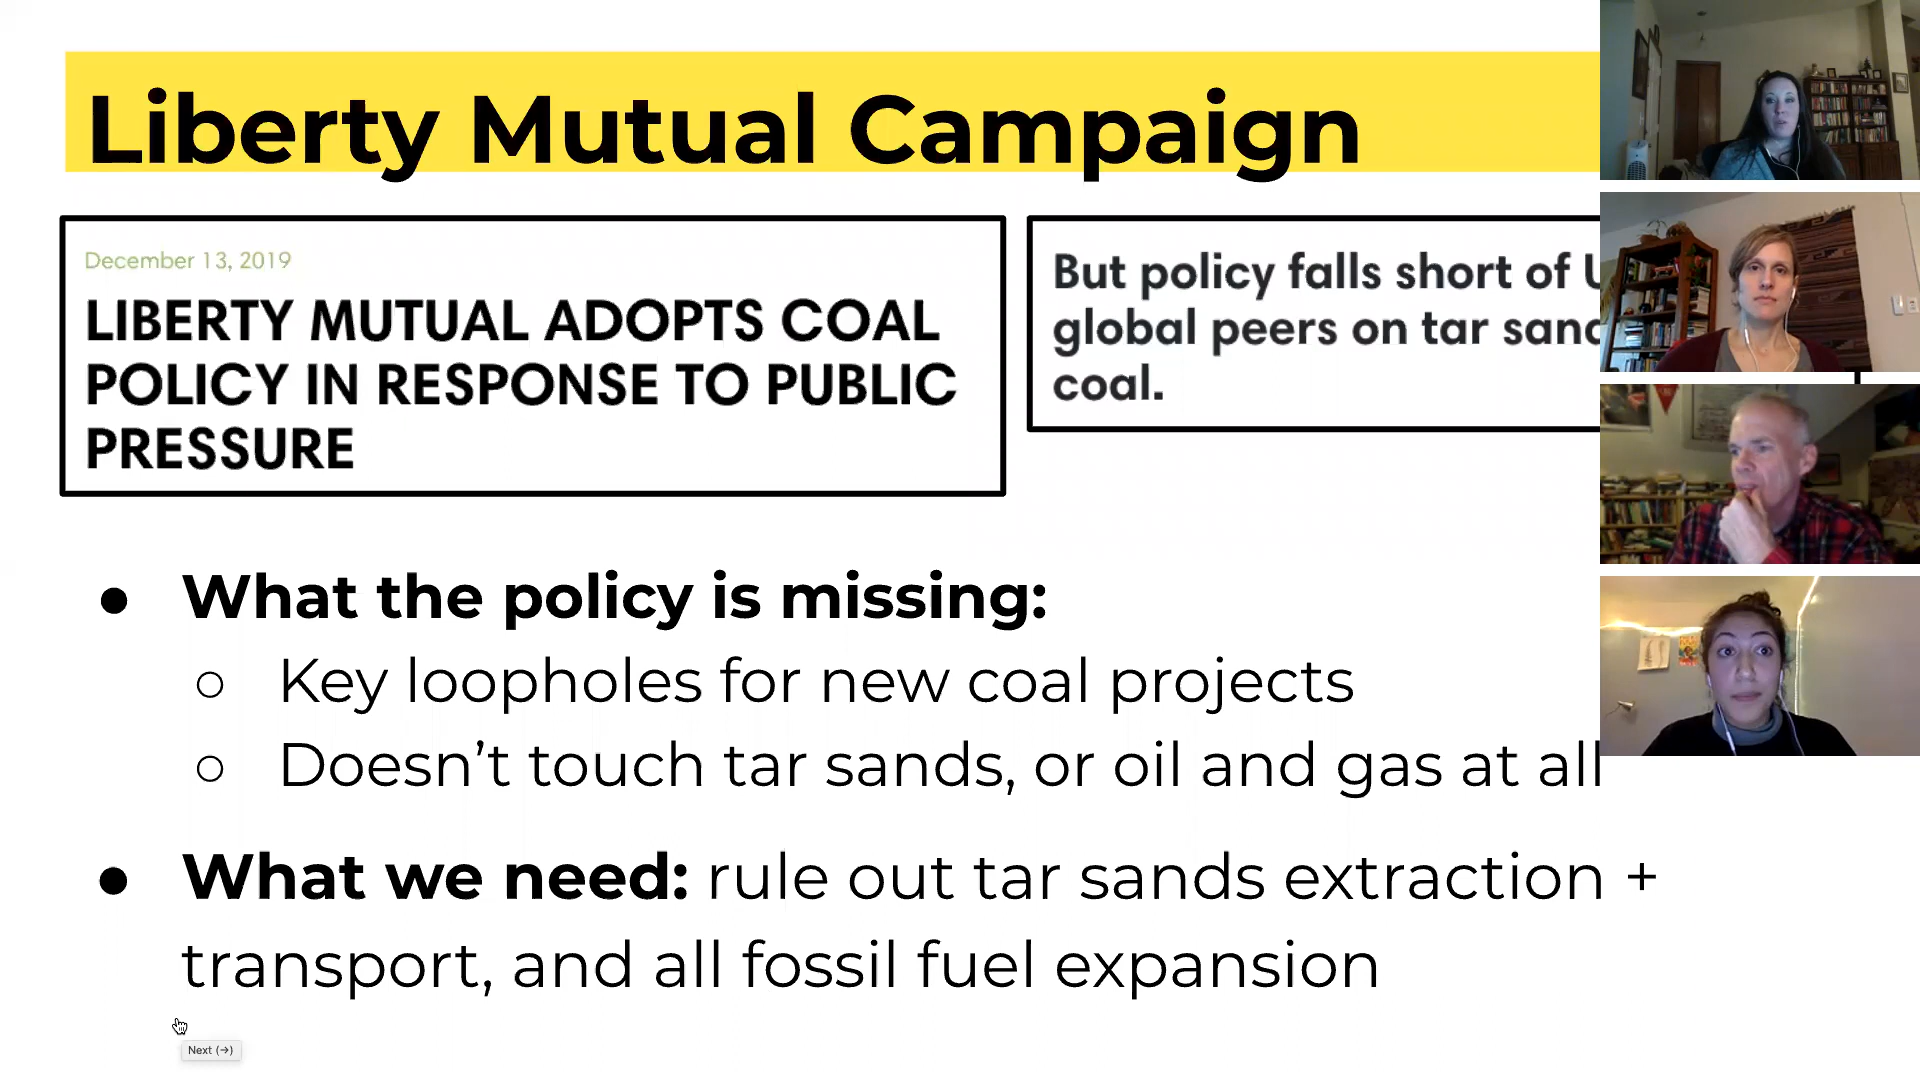 Liberty Mutual Campaign
December 13, 2019
LIBERTY MUTUAL ADOPTS COAL
POLICY IN RESPONSE TO PUBLIC
PRESSURE
But policy falls short of
global peers on tar
coal.
● What the policy is missing:
○ Key loopholes for new coal projects
○ Doesn’t touch tar sands, or oil and gas at all
● What we need: rule out tar sands extraction +
transport, and all fossil fuel expansion
Next (→)